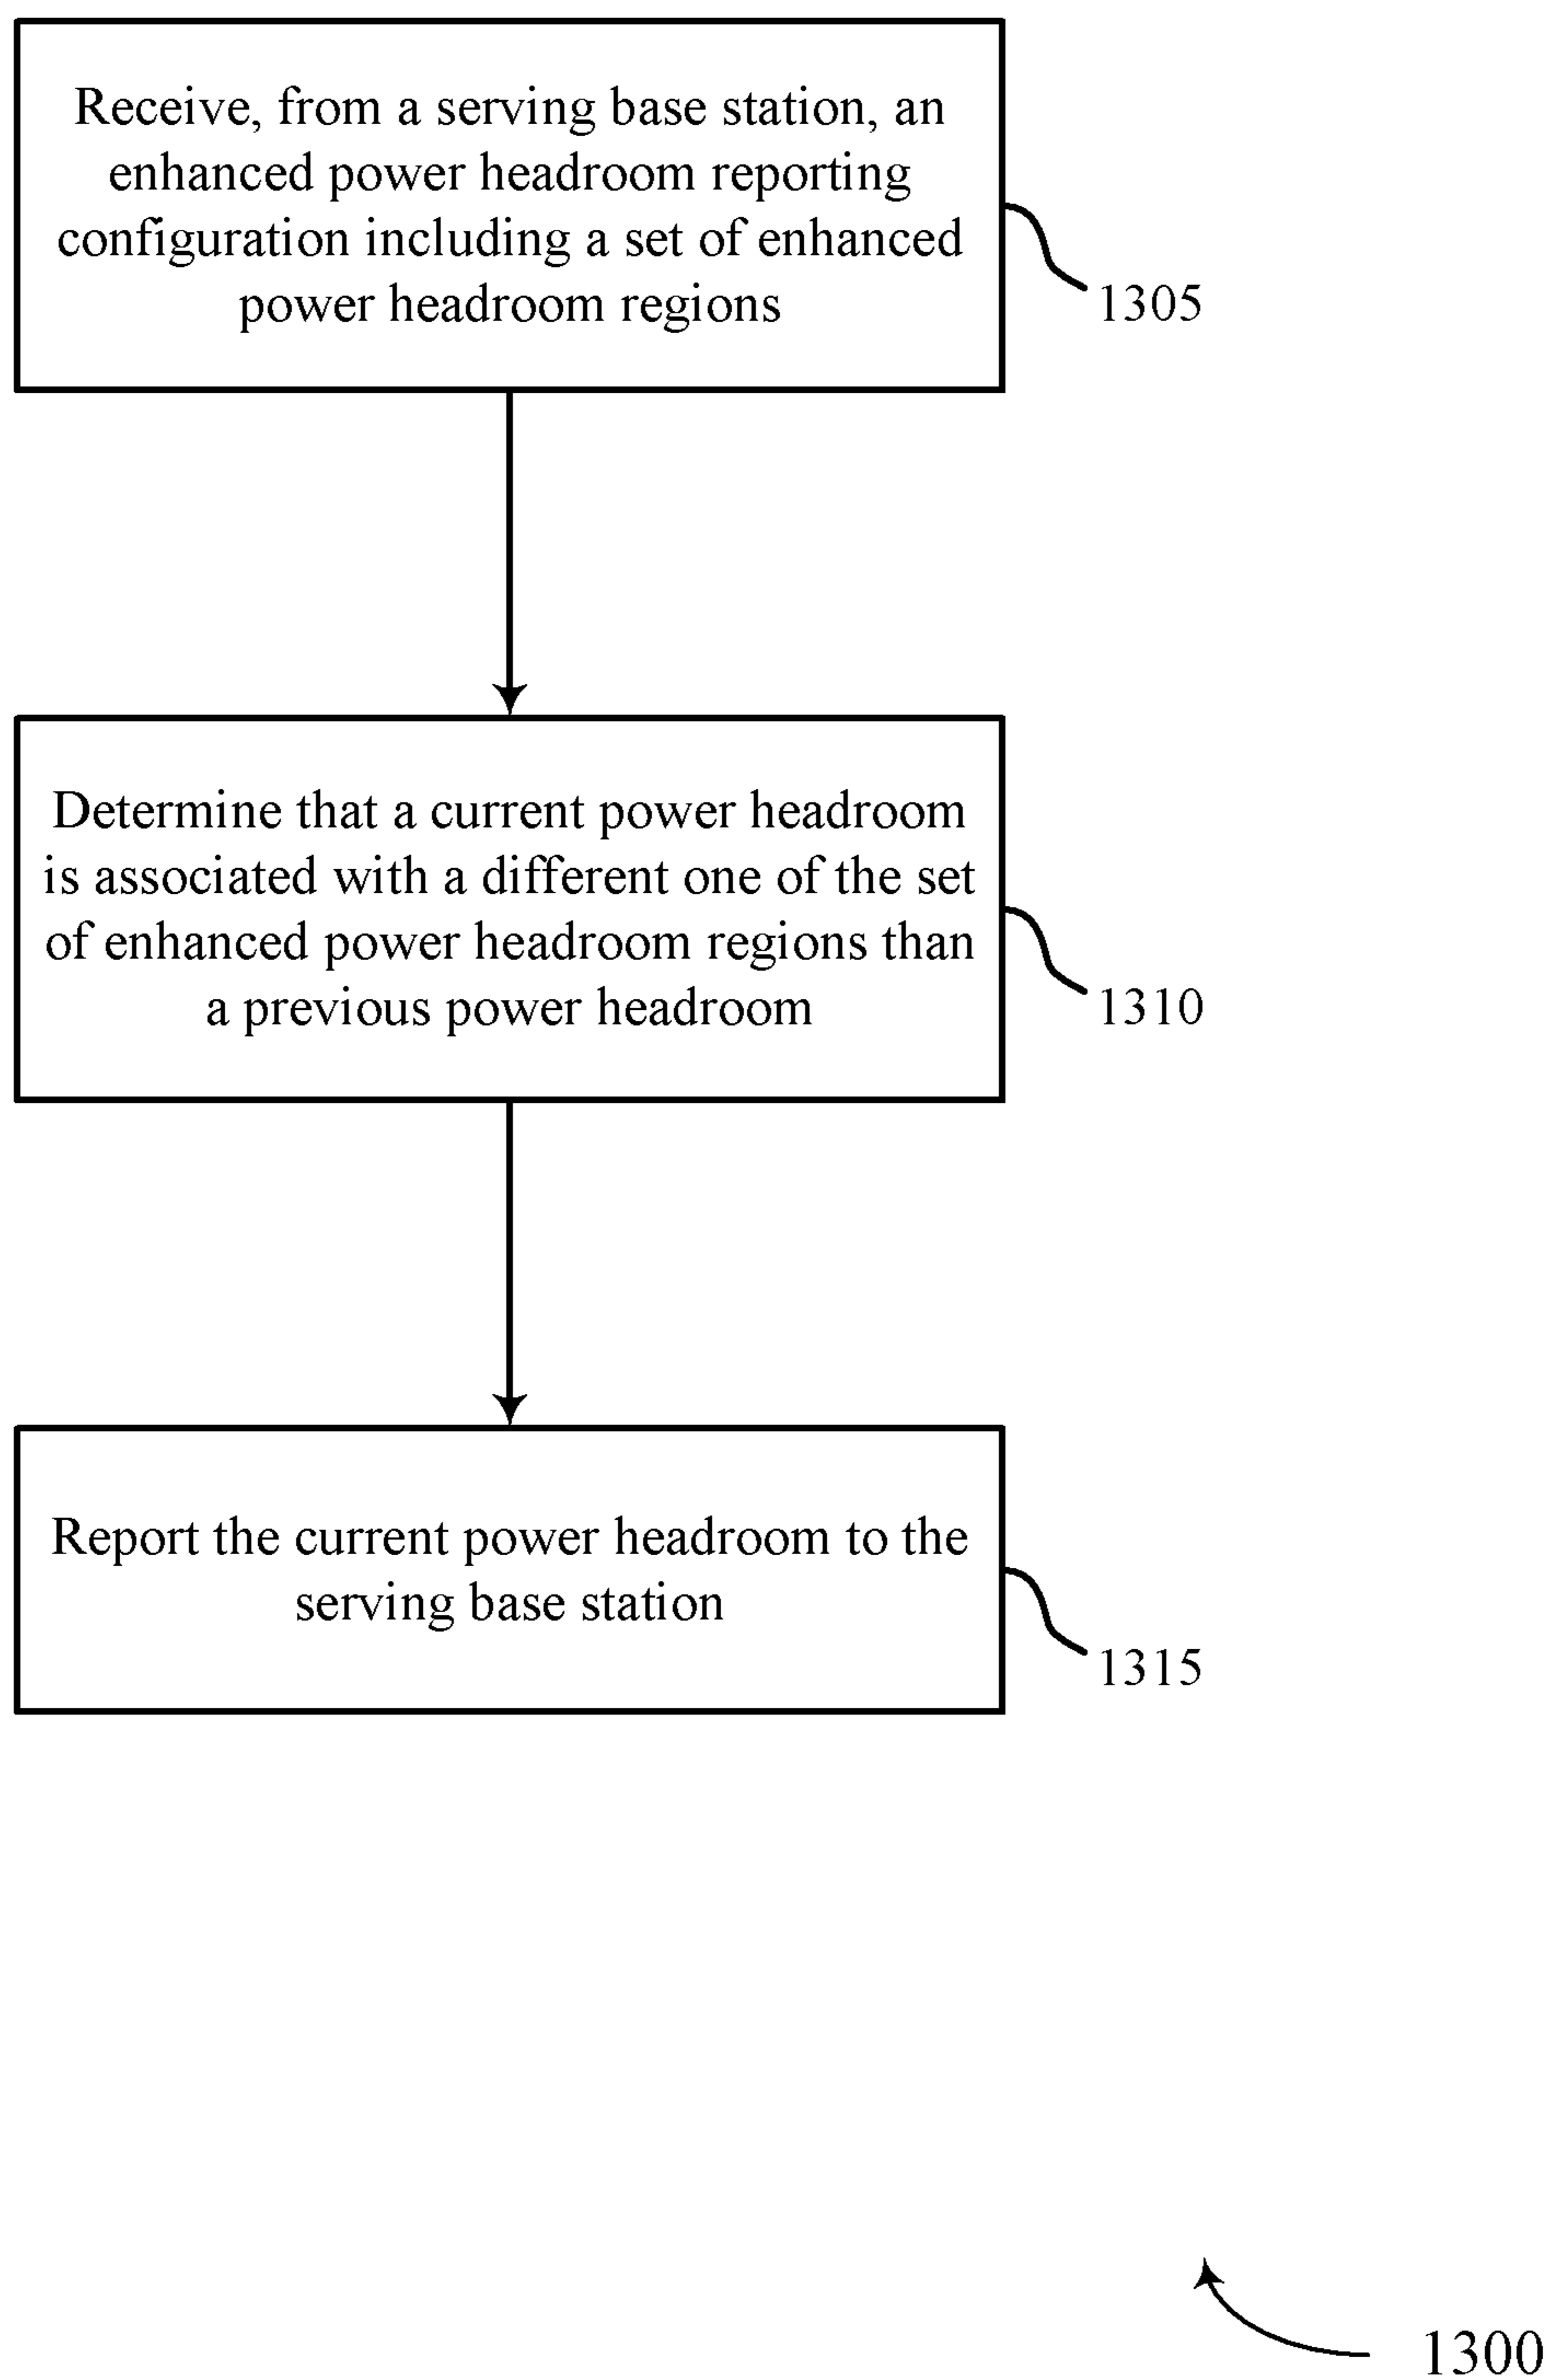 Receive, from a serving base station, an
enhanced power headroom reporting
configuration including a set of enhanced
power headroom regions
1305
Determine that a current power headroom
is associated with a different one of the set
of enhanced power headroom regions than
a previous power headroom
1310
Report the current power headroom to the
serving base station
1315
1300